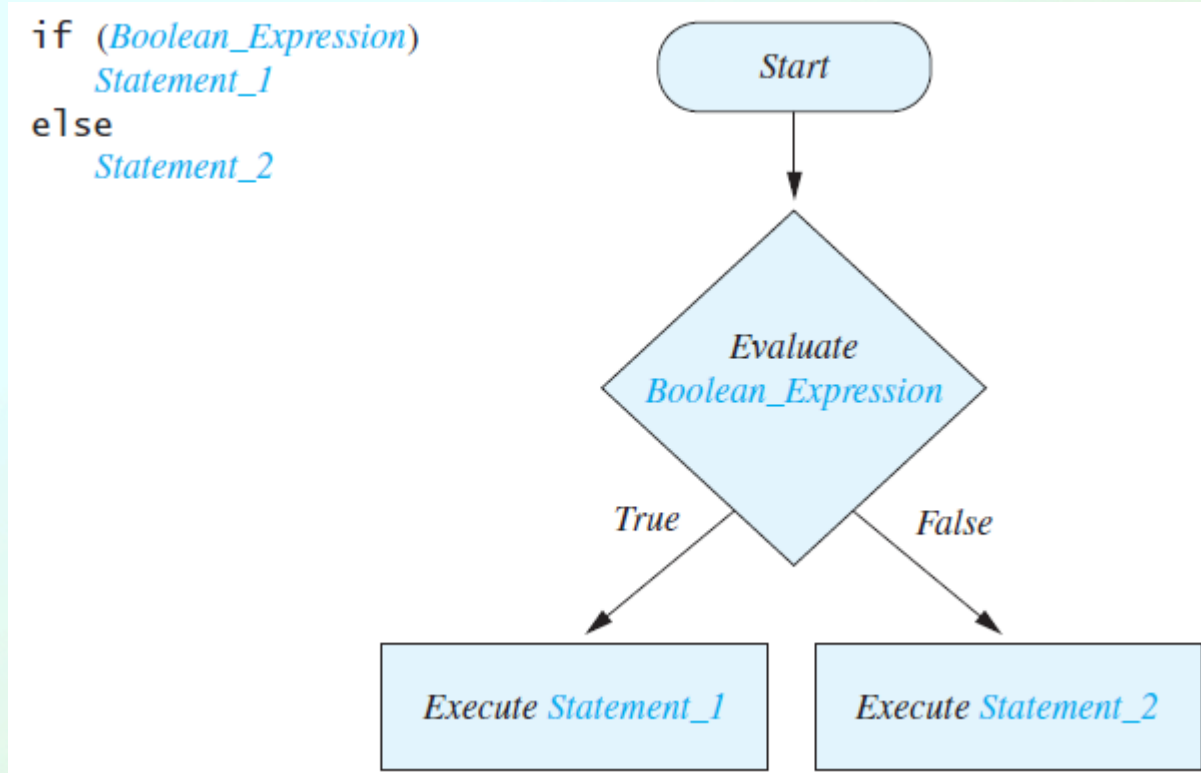 if (Boolean_Expression)
Statement_1
else
Statement_2
Start
Evaluate
Boolean_Expression
True
False
Execute Statement_1
Execute Statement_2